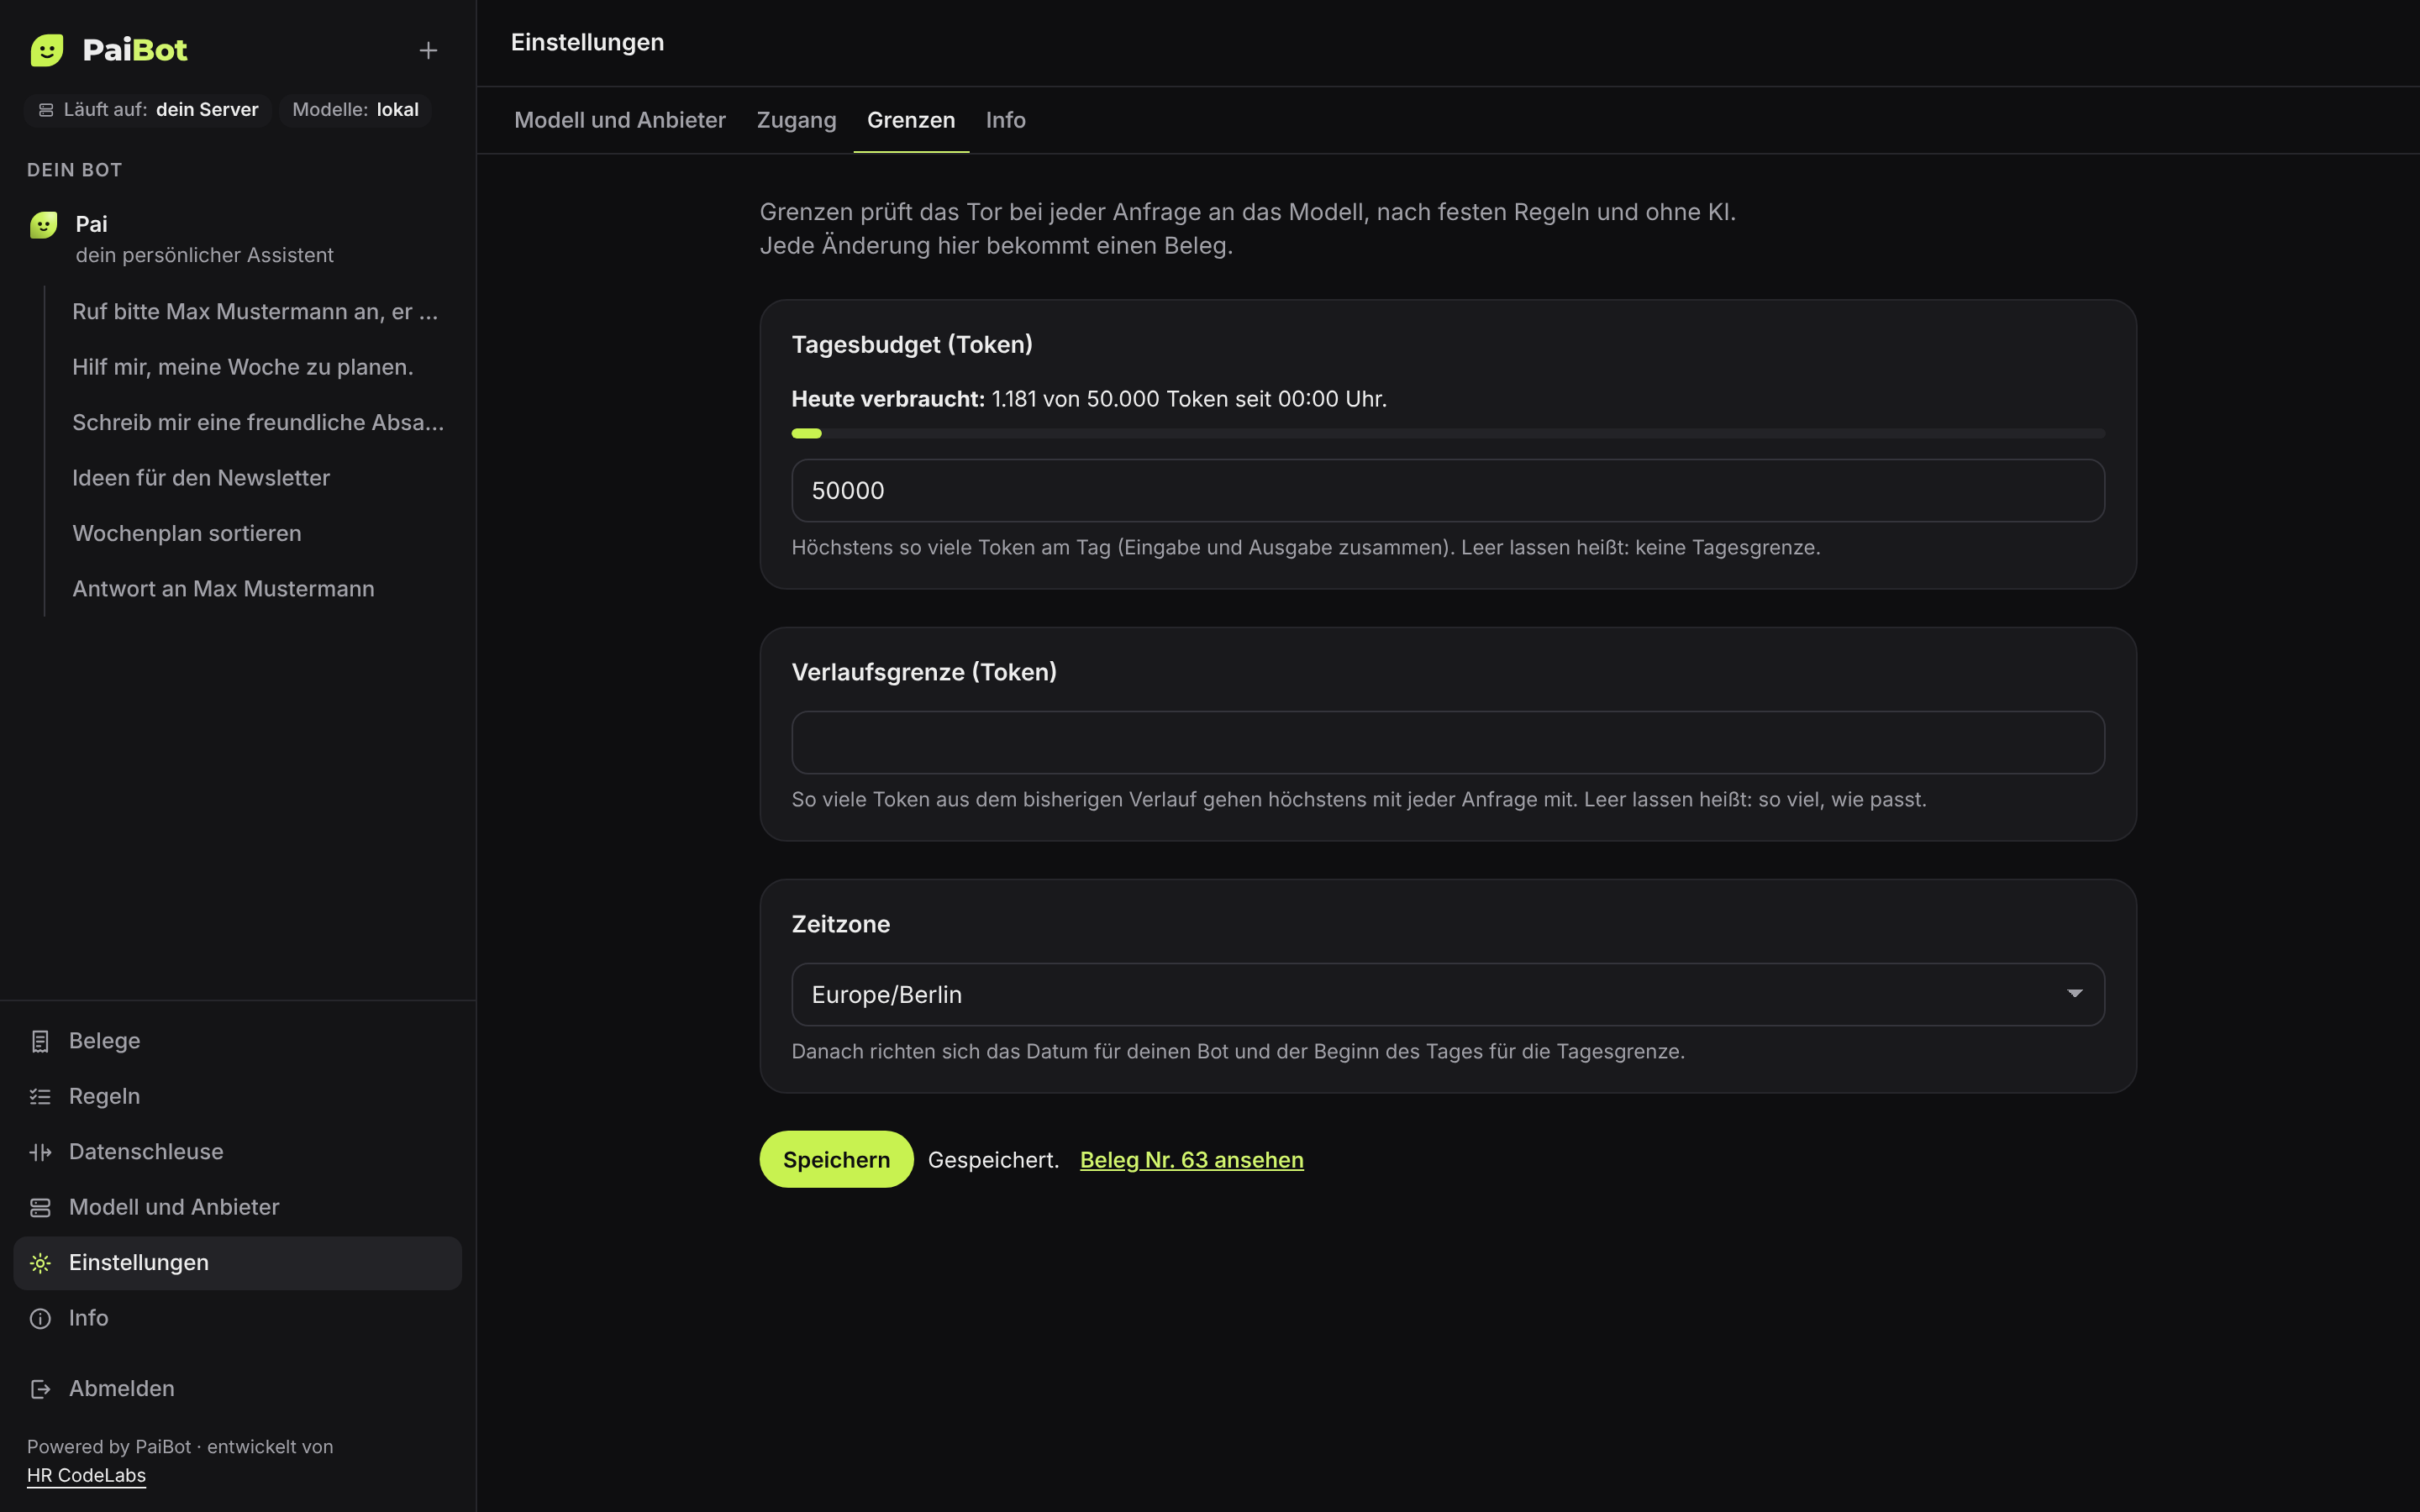 PaiBot
Läuft auf: dein Server
Modelle: lokal
DEIN BOT
Pai
dein persönlicher Assistent
Ruf bitte Max Mustermann an, er ...
Hilf mir, meine Woche zu planen.
Schreib mir eine freundliche Absa...
Ideen für den Newsletter
Wochenplan sortieren
Antwort an Max Mustermann
Belege
Regeln
Datenschleuse
Modell und Anbieter
Einstellungen
Info
Abmelden
Powered by PaiBot · entwickelt von
HR CodeLabs
Einstellungen
Modell und Anbieter
Zugang
Grenzen
Info
Grenzen prüft das Tor bei jeder Anfrage an das Modell, nach festen Regeln und ohne KI.
Jede Änderung hier bekommt einen Beleg.
Tagesbudget (Token)
Heute verbraucht: 1.181 von 50.000 Token seit 00:00 Uhr.
50000
Höchstens so viele Token am Tag (Eingabe und Ausgabe zusammen). Leer lassen heißt: keine Tagesgrenze.
Verlaufsgrenze (Token)
So viele Token aus dem bisherigen Verlauf gehen höchstens mit jeder Anfrage mit. Leer lassen heißt: so viel, wie passt.
Zeitzone
Europe/Berlin
Danach richten sich das Datum für deinen Bot und der Beginn des Tages für die Tagesgrenze.
Speichern
Gespeichert.
Beleg Nr. 63 ansehen